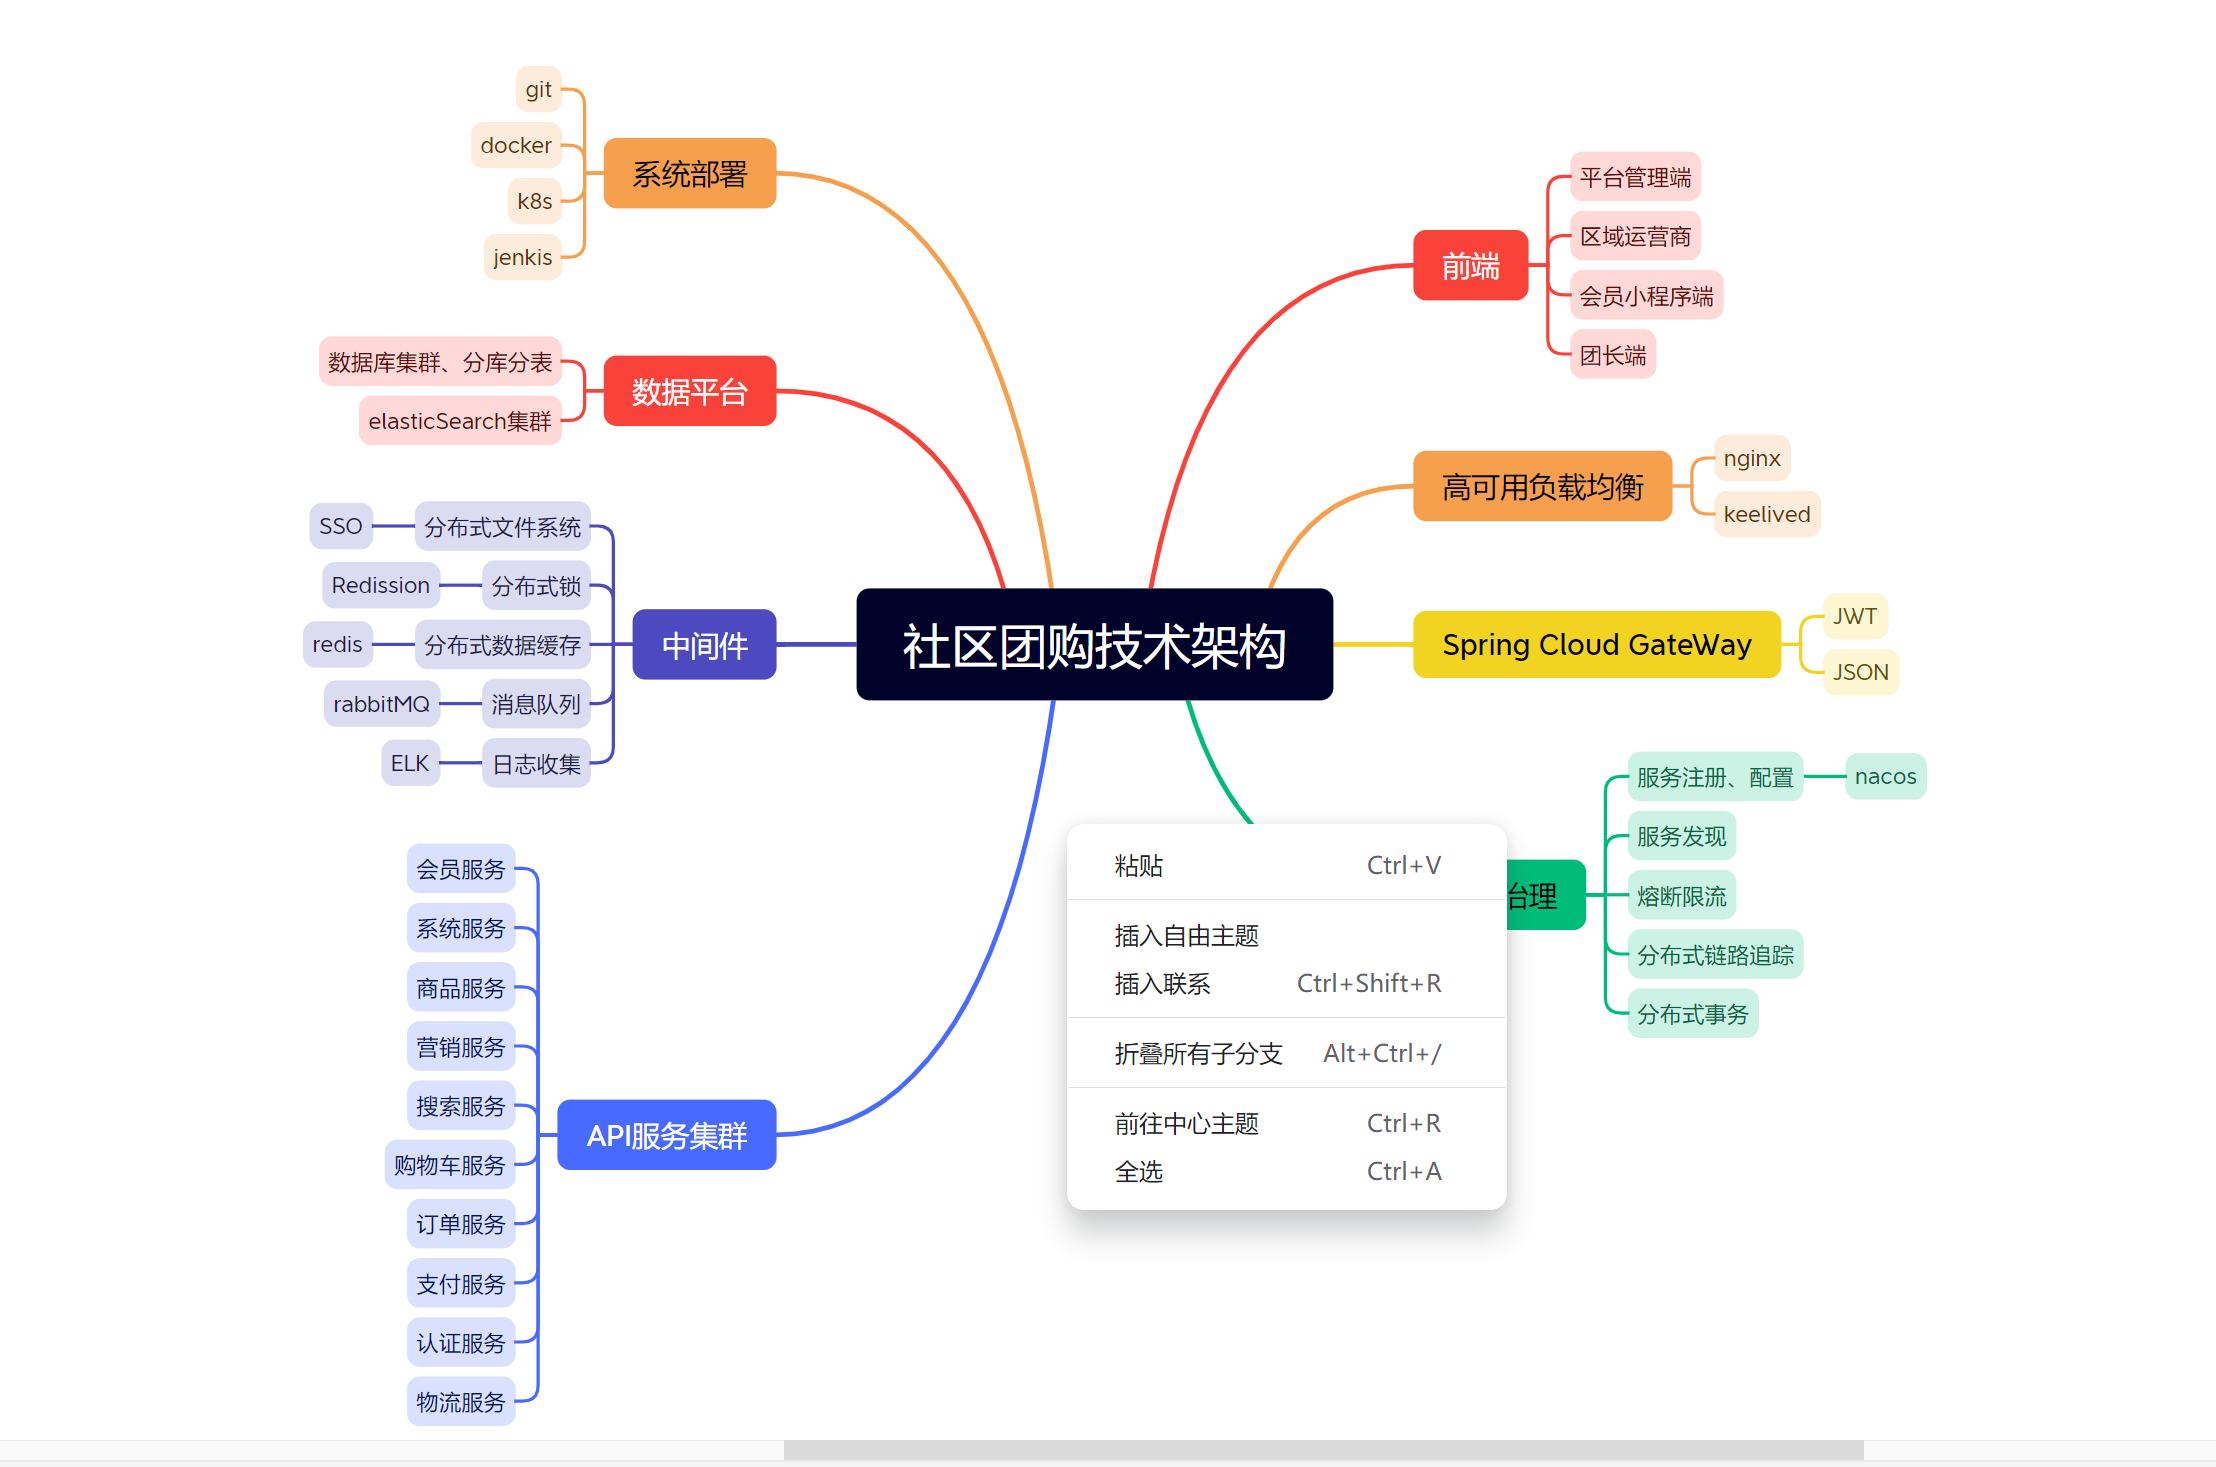 git
docker
k8s
jenkis
系统部署
数据库集群、分库分表
elasticSearch集群
数据平台
SSO
分布式文件系统
Redission
分布式锁
redis
分布式数据缓存
rabbitMQ
消息队列
ELK
日志收集
中间件
会员服务
系统服务
商品服务
营销服务
搜索服务
购物车服务
订单服务
支付服务
认证服务
物流服务
API服务集群
社区团购技术架构
前端
平台管理端
区域运营商
会员小程序端
团长端
高可用负载均衡
nginx
keelived
Spring Cloud GateWay
JWT
JSON
治理
服务注册、配置
nacos
服务发现
熔断限流
分布式链路追踪
分布式事务
粘贴 Ctrl+V
插入自由主题
插入联系 Ctrl+Shift+R
折叠所有子分支 Alt+Ctrl+/
前往中心主题 Ctrl+R
全选 Ctrl+A